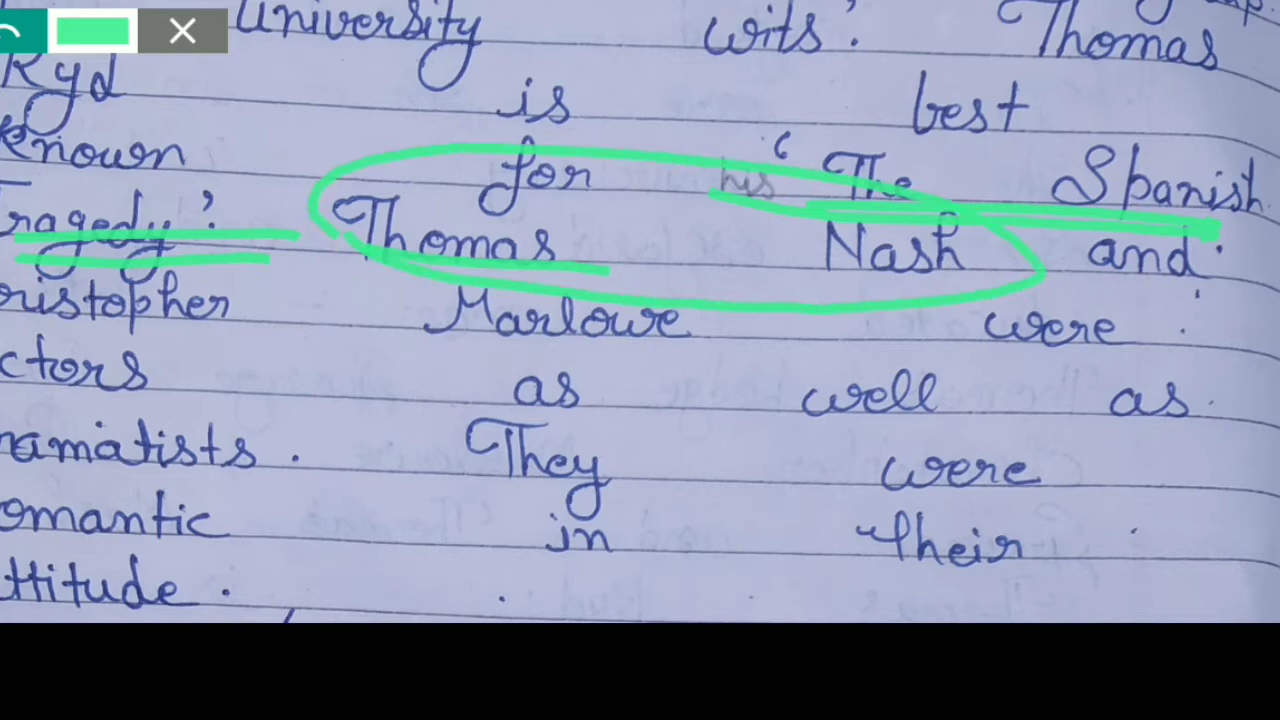 University wits'. Thomas
Kyd is best
known for his 'The Spanish
Tragedy'. Thomas Nash and
ristopher Marlowe were
ctors as well as
ramatists. They were
omantic in their
ttitude.